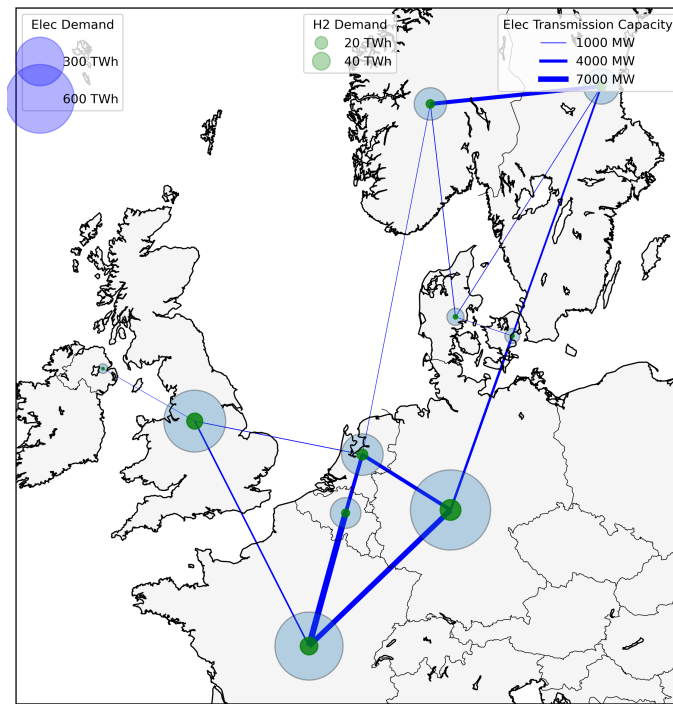 Elec Demand
300 TWh
600 TWh
H2 Demand
20 TWh
40 TWh
Elec Transmission Capacity
1000 MW
4000 MW
7000 MW